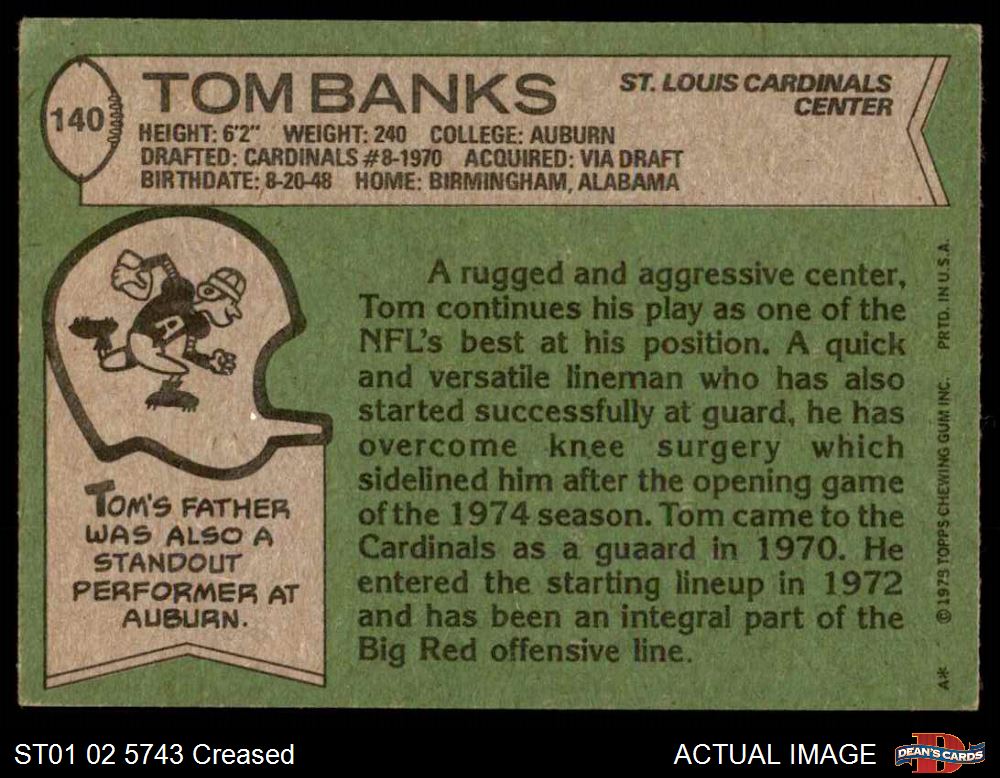 140
TOM BANKS
ST. LOUIS CARDINALS
CENTER
HEIGHT: 6'2" WEIGHT: 240 COLLEGE: AUBURN
DRAFTED: CARDINALS #8-1970 ACQUIRED: VIA DRAFT
BIRTHDATE: 8-20-48 HOME: BIRMINGHAM, ALABAMA
A
TOM'S FATHER
WAS ALSO A
STANDOUT
PERFORMER AT
AUBURN.
A rugged and aggressive center,
Tom continues his play as one of the
NFL's best at his position. A quick
and versatile lineman who has also
started successfully at guard, he has
overcome knee surgery which
sidelined him after the opening game
of the 1974 season. Tom came to the
Cardinals as a guaard in 1970. He
entered the starting lineup in 1972
and has been an integral part of the
Big Red offensive line.
A* © 1979 TOPPS CHEWING GUM INC. PRTD. IN U.S.A.
ST01 02 5743 Creased
ACTUAL IMAGE
D
DEAN'S CARDS